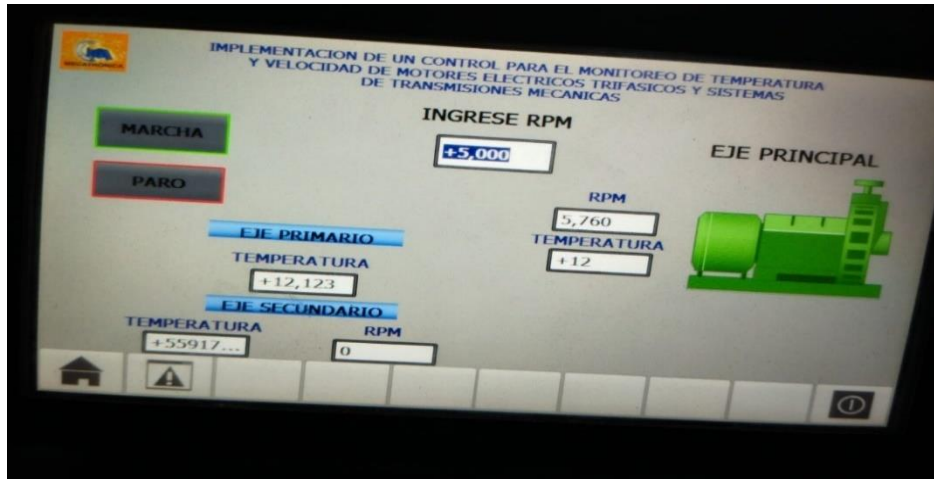 IMPLEMENTACION DE UN CONTROL PARA EL MONITOREO DE TEMPERATURA
Y VELOCIDAD DE MOTORES ELECTRICOS TRIFASICOS Y SISTEMAS
DE TRANSMISIONES MECANICAS
INGRESE RPM
+5,000
MARCHA
PARO
EJE PRINCIPAL
RPM
5,760
TEMPERATURA
+12
EJE PRIMARIO
TEMPERATURA
+12,123
EJE SECUNDARIO
TEMPERATURA
+55917...
RPM
0